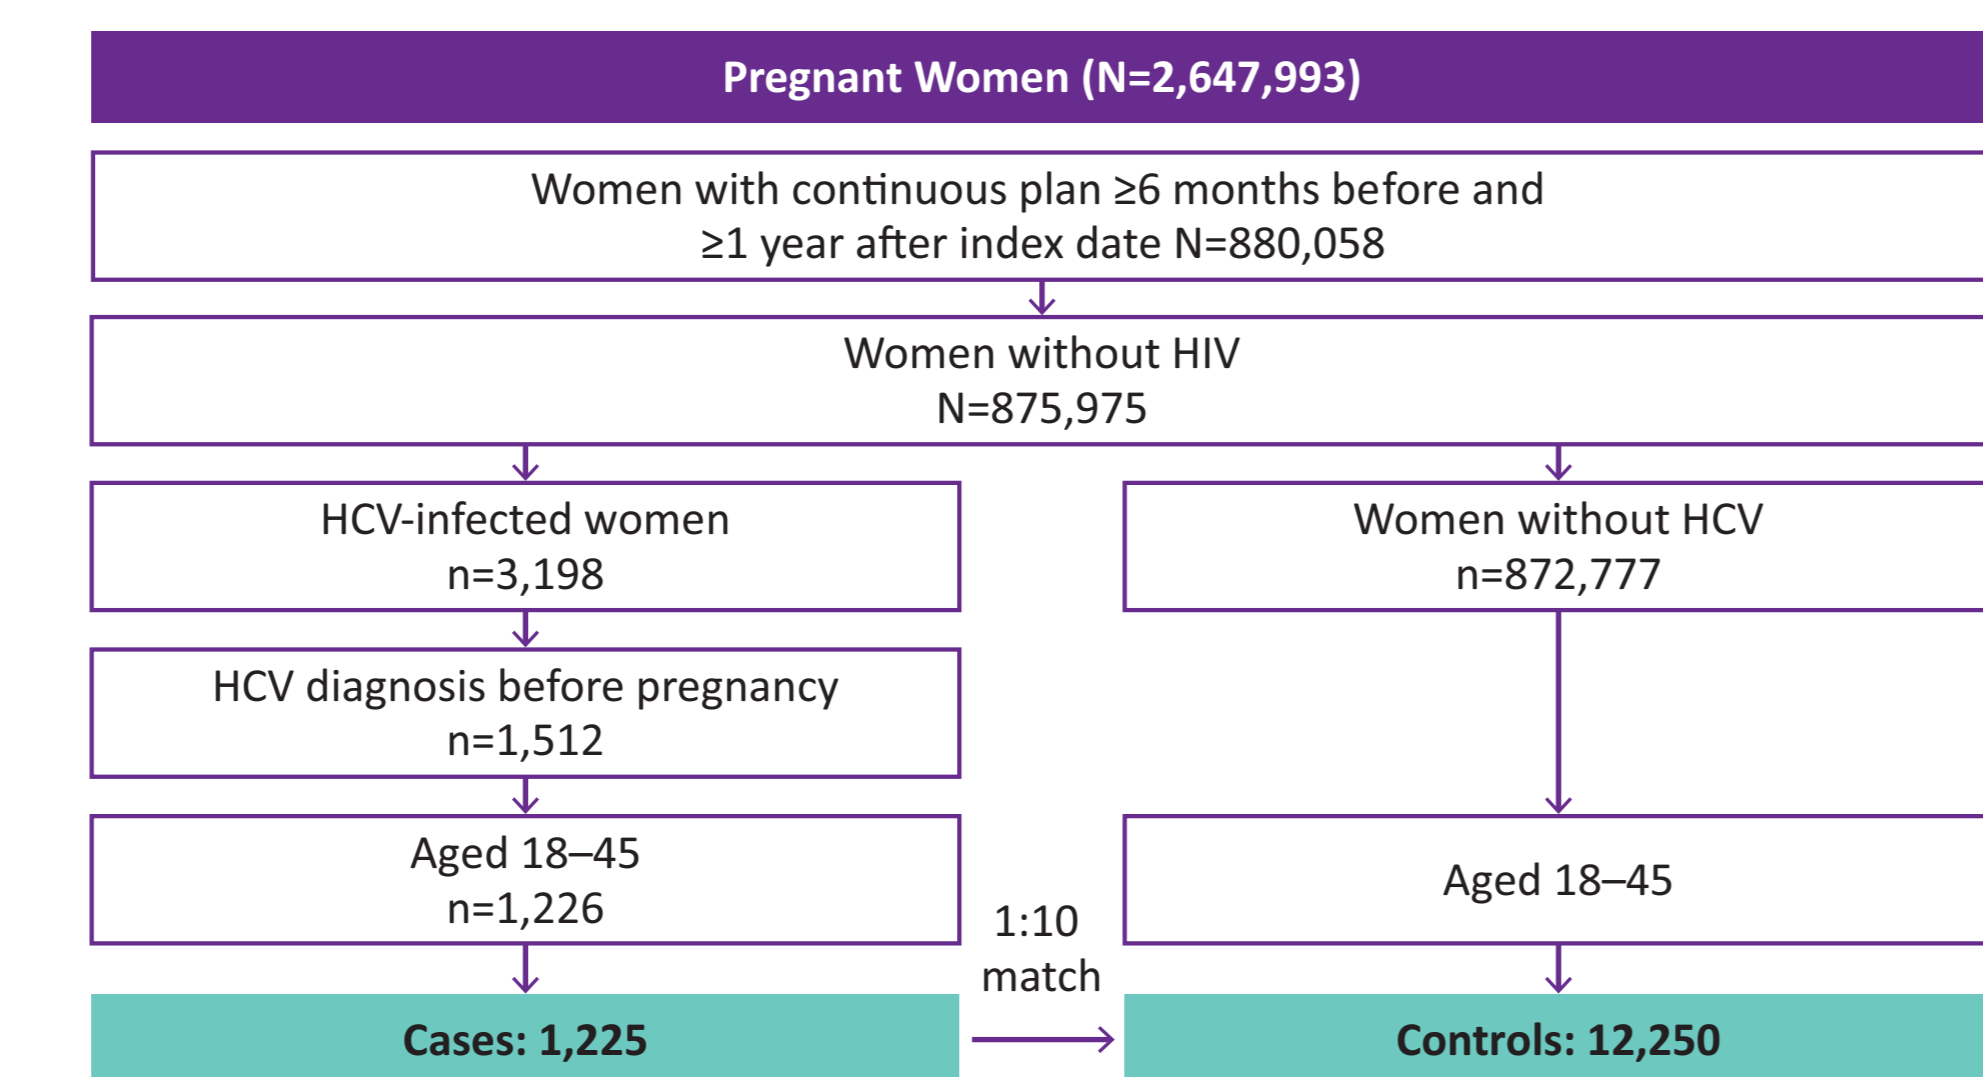 Pregnant Women (N=2,647,993)
Women with continuous plan ≥6 months before and
≥1 year after index date N=880,058
Women without HIV
N=875,975
HCV-infected women
n=3,198
Women without HCV
n=872,777
HCV diagnosis before pregnancy
n=1,512
Aged 18–45
n=1,226
Aged 18–45
1:10
match
Cases: 1,225
Controls: 12,250